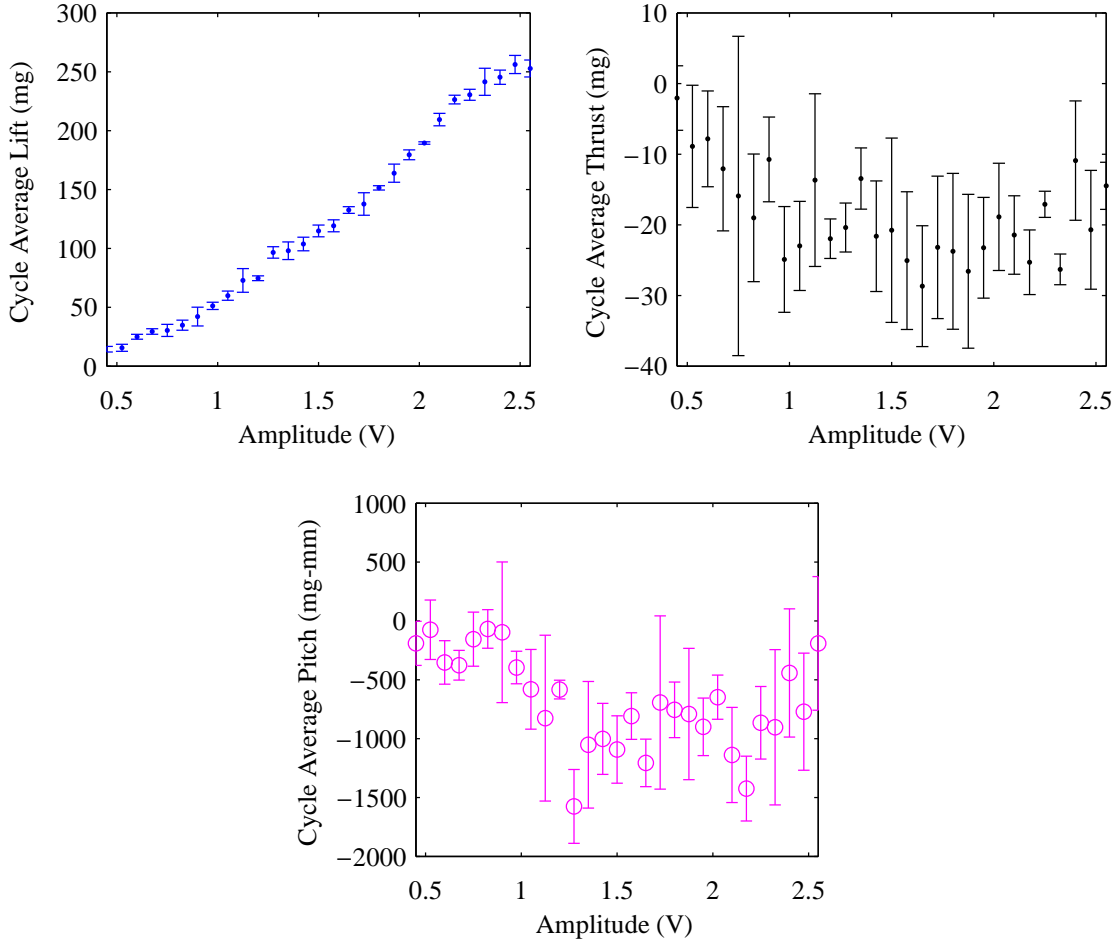 300
250
200
150
100
50
0
Cycle Average Lift (mg)
0.5 1 1.5 2 2.5
Amplitude (V)
10
0
−10
−20
−30
−40
Cycle Average Thrust (mg)
0.5 1 1.5 2 2.5
Amplitude (V)
1000
500
0
−500
−1000
−1500
−2000
Cycle Average Pitch (mg-mm)
0.5 1 1.5 2 2.5
Amplitude (V)